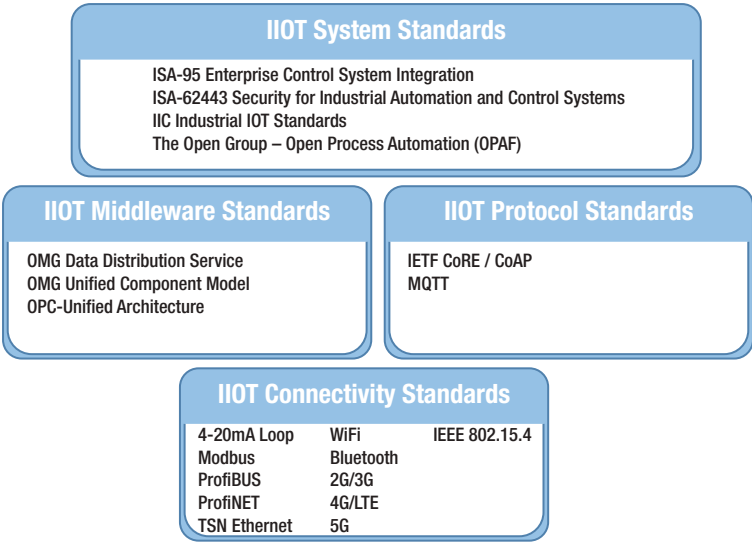 IIOT System Standards
ISA-95 Enterprise Control System Integration
ISA-62443 Security for Industrial Automation and Control Systems
IIC Industrial IOT Standards
The Open Group – Open Process Automation (OPAF)
IIOT Middleware Standards
OMG Data Distribution Service
OMG Unified Component Model
OPC-Unified Architecture
IIOT Protocol Standards
IETF CoRE / CoAP
MQTT
IIOT Connectivity Standards
4-20mA Loop WiFi IEEE 802.15.4
Modbus Bluetooth
ProfiBUS 2G/3G
ProfiNET 4G/LTE
TSN Ethernet 5G